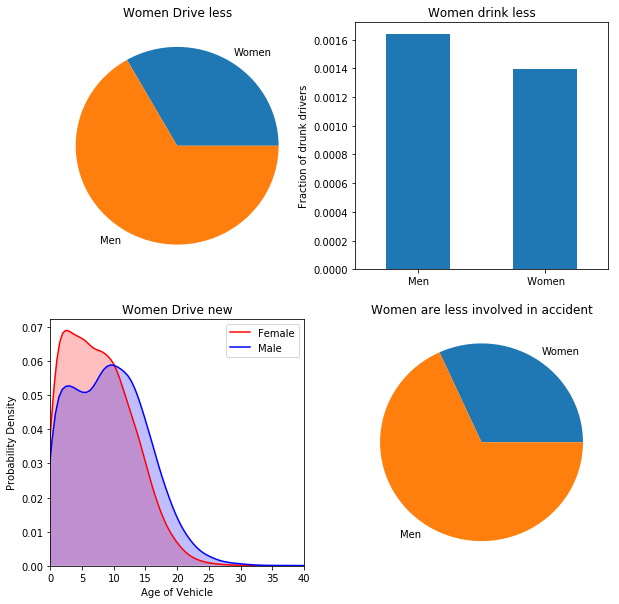 Women Drive less
Women
Men
Women drink less
Fraction of drunk drivers
0.0016
0.0014
0.0012
0.0010
0.0008
0.0006
0.0004
0.0002
0.0000
Men
Women
Women Drive new
Probability Density
0.07
0.06
0.05
0.04
0.03
0.02
0.01
0.00
0
5
10
15
20
25
30
35
40
Age of Vehicle
Female
Male
Women are less involved in accident
Women
Men